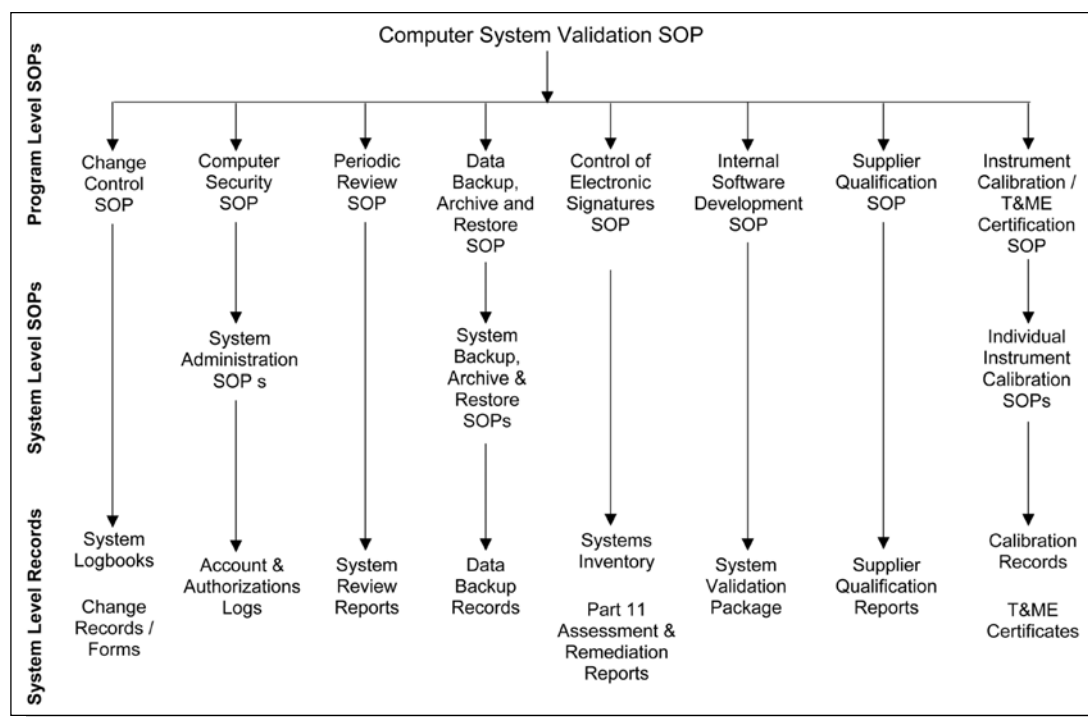 Computer System Validation SOP
Program Level SOPs
Change
Control
SOP
Computer
Security
SOP
Periodic
Review
SOP
Data
Backup,
Archive and
Restore
SOP
Control of
Electronic
Signatures
SOP
Internal
Software
Development
SOP
Supplier
Qualification
SOP
Instrument
Calibration /
T&ME
Certification
SOP
System Level SOPs
System
Administration
SOP s
System
Backup,
Archive &
Restore
SOPs
Individual
Instrument
Calibration
SOPs
System Level Records
System
Logbooks
Change
Records /
Forms
Account &
Authorizations
Logs
System
Review
Reports
Data
Backup
Records
Systems
Inventory
Part 11
Assessment &
Remediation
Reports
System
Validation
Package
Supplier
Qualification
Reports
Calibration
Records
T&ME
Certificates